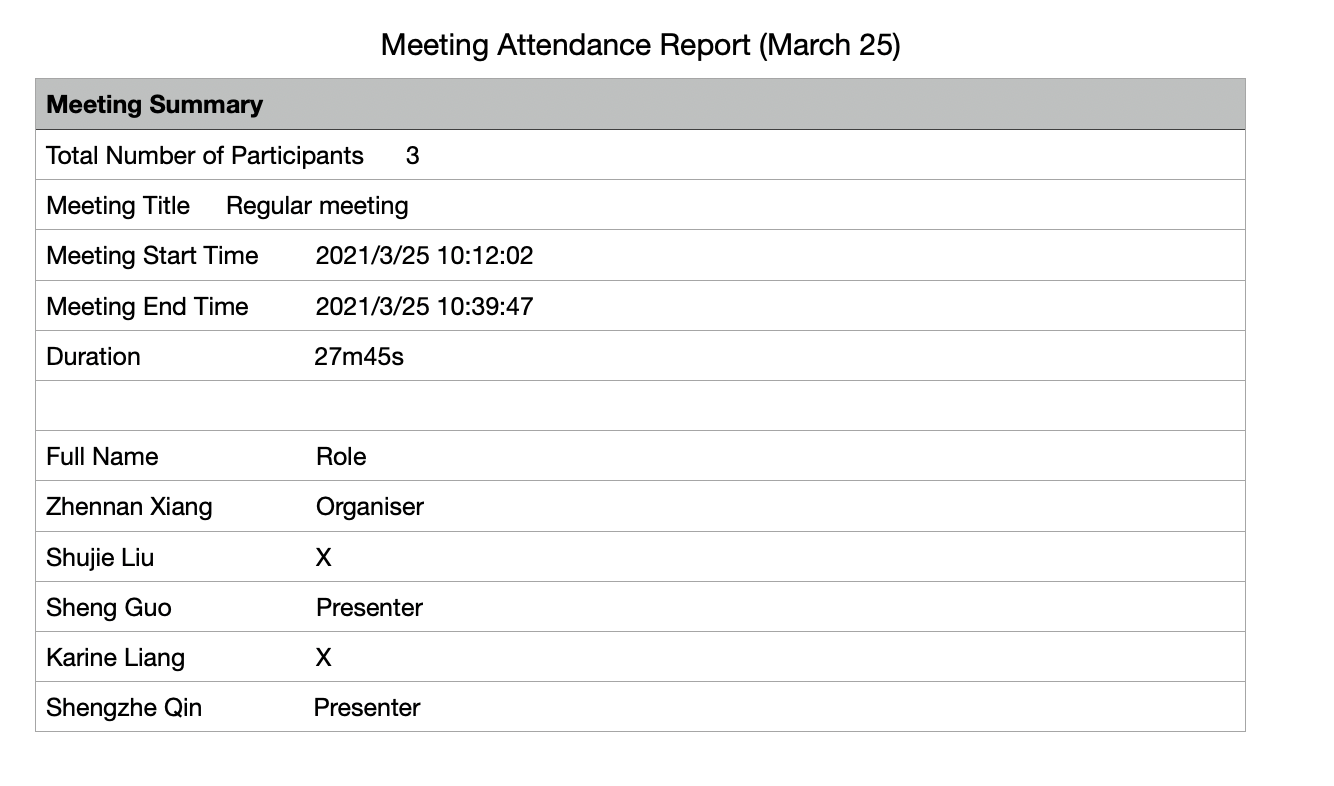 Meeting Attendance Report (March 25)
Meeting Summary
Total Number of Participants 3
Meeting Title Regular meeting
Meeting Start Time 2021/3/25 10:12:02
Meeting End Time 2021/3/25 10:39:47
Duration 27m45s
Full Name Role
Zhennan Xiang Organiser
Shujie Liu X
Sheng Guo Presenter
Karine Liang X
Shengzhe Qin Presenter